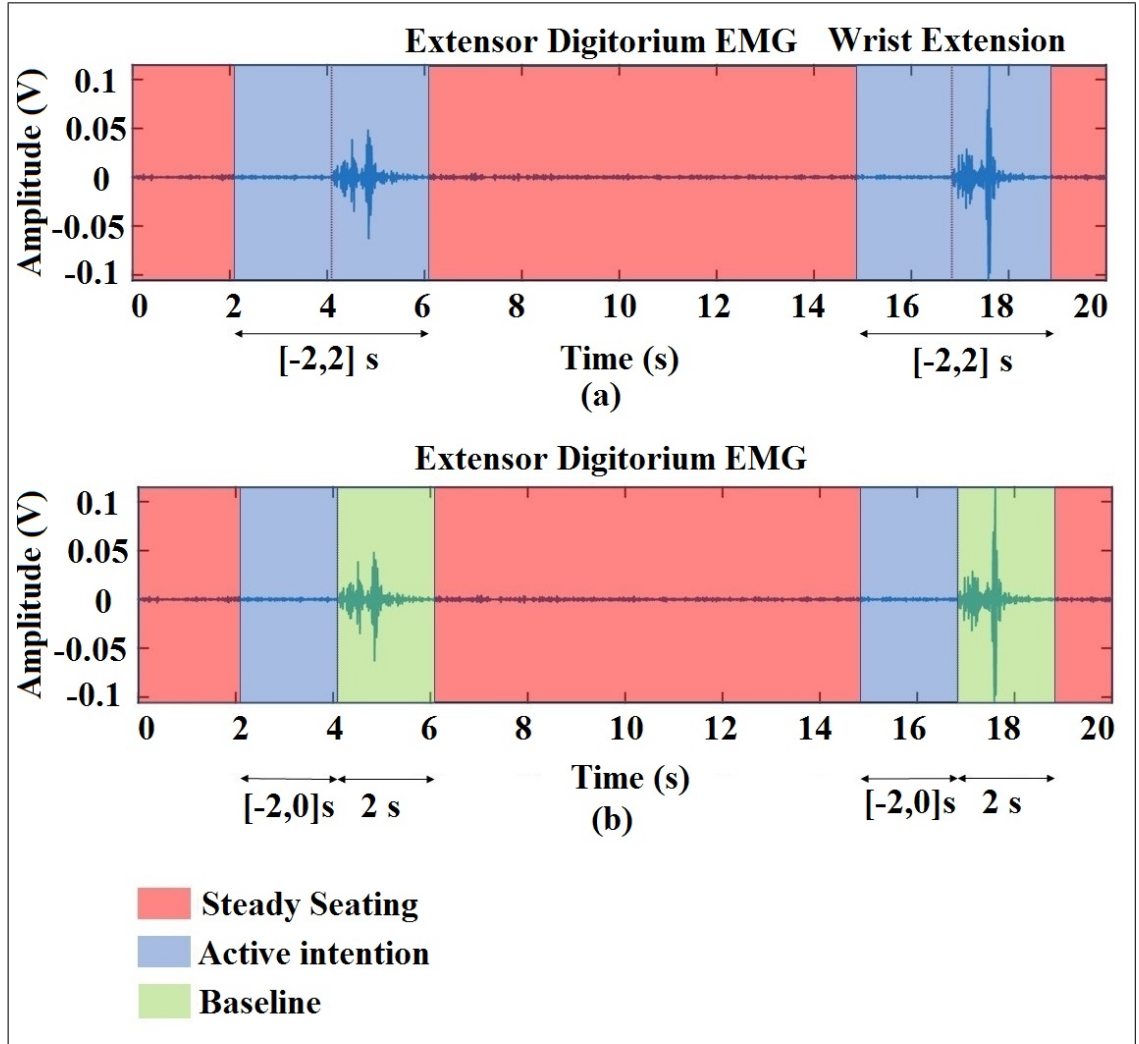 Extensor Digitorium EMG Wrist Extension
Amplitude (V)
0.1
0.05
0
-0.05
-0.1
0 2 4 6 8 10 12 14 16 18 20
[-2,2] s Time (s) [-2,2] s
(a)
Extensor Digitorium EMG
Amplitude (V)
0.1
0.05
0
-0.05
-0.1
0 2 4 6 8 10 12 14 16 18 20
[-2,0]s 2 s Time (s) [-2,0]s 2 s
(b)
Steady Seating
Active intention
Baseline